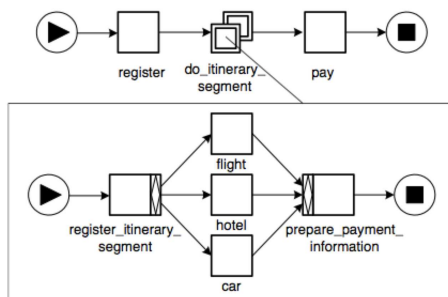 register
do_itinerary_
segment
pay
flight
register_itinerary_
segment
hotel
prepare_payment_
information
car